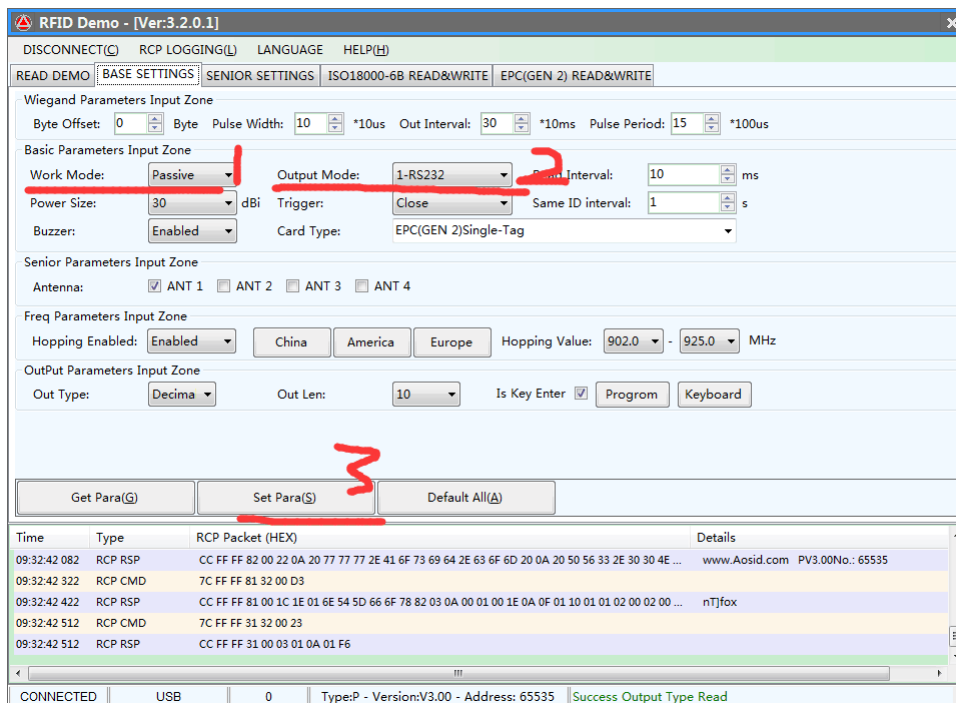 RFID Demo - [Ver:3.2.0.1]
DISCONNECT(C) RCP LOGGING(L) LANGUAGE HELP(H)
READ DEMO BASE SETTINGS SENIOR SETTINGS ISO18000-6B READ&WRITE EPC(GEN 2) READ&WRITE
Wiegand Parameters Input Zone
Byte Offset: 0 Byte Pulse Width: 10 *10us Out Interval: 30 *10ms Pulse Period: 15 *100us
Basic Parameters Input Zone
1 2
Work Mode: Passive Output Mode: 1-RS232 Interval: 10 ms
Power Size: 30 dBi Trigger: Close Same ID interval: 1 s
Buzzer: Enabled Card Type: EPC(GEN 2)Single-Tag
Senior Parameters Input Zone
Antenna: ANT 1 ANT 2 ANT 3 ANT 4
Freq Parameters Input Zone
Hopping Enabled: Enabled China America Europe Hopping Value: 902.0 - 925.0 MHz
OutPut Parameters Input Zone
Out Type: Decima Out Len: 10 Is Key Enter Progrom Keyboard
3
Get Para(G) Set Para(S) Default All(A)
Time Type RCP Packet (HEX) Details
09:32:42 082 RCP RSP CC FF FF 82 00 22 0A 20 77 77 77 2E 41 6F 73 69 64 2E 63 6F 6D 20 0A 20 50 56 33 2E 30 30 4E ... www.Aosid.com PV3.00No.: 65535
09:32:42 322 RCP CMD 7C FF FF 81 32 00 D3
09:32:42 422 RCP RSP CC FF FF 81 00 1C 1E 01 6E 54 5D 66 6F 78 82 03 0A 00 01 00 1E 0A 0F 01 10 01 01 02 00 02 00 ... nT]fox
09:32:42 512 RCP CMD 7C FF FF 31 32 00 23
09:32:42 512 RCP RSP CC FF FF 31 00 03 01 0A 01 F6
CONNECTED USB 0 Type:P - Version:V3.00 - Address: 65535 Success Output Type Read